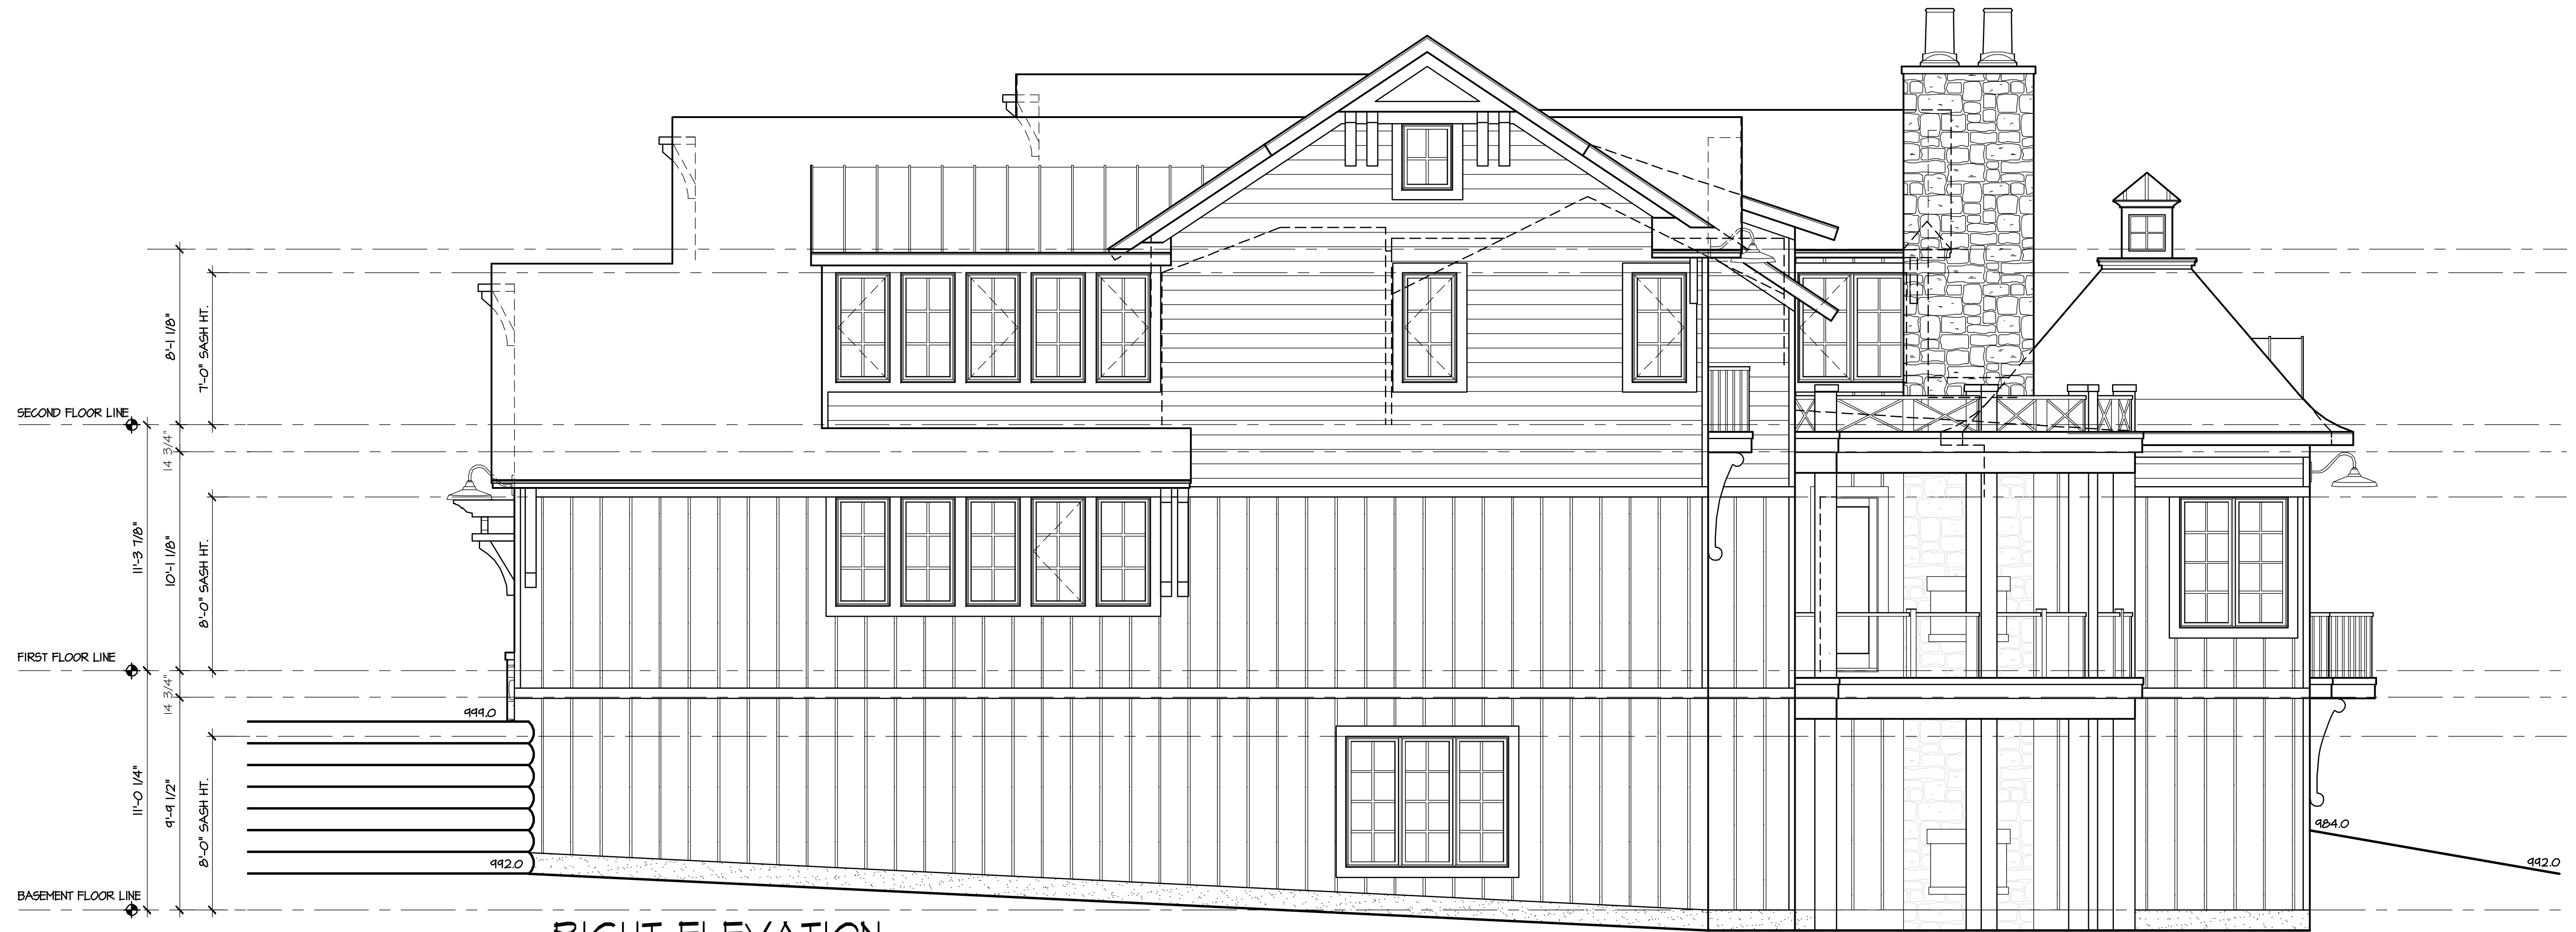 8'-1 1/8"
7'-0" SASH HT.
SECOND FLOOR LINE
14 3/4"
11'-3 7/8"
10'-1 1/8"
8'-0" SASH HT.
FIRST FLOOR LINE
14 3/4"
999.0
11'-0 1/4"
9'-9 1/2"
8'-0" SASH HT.
984.0
992.0
992.0
BASEMENT FLOOR LINE
RIGHT ELEVATION